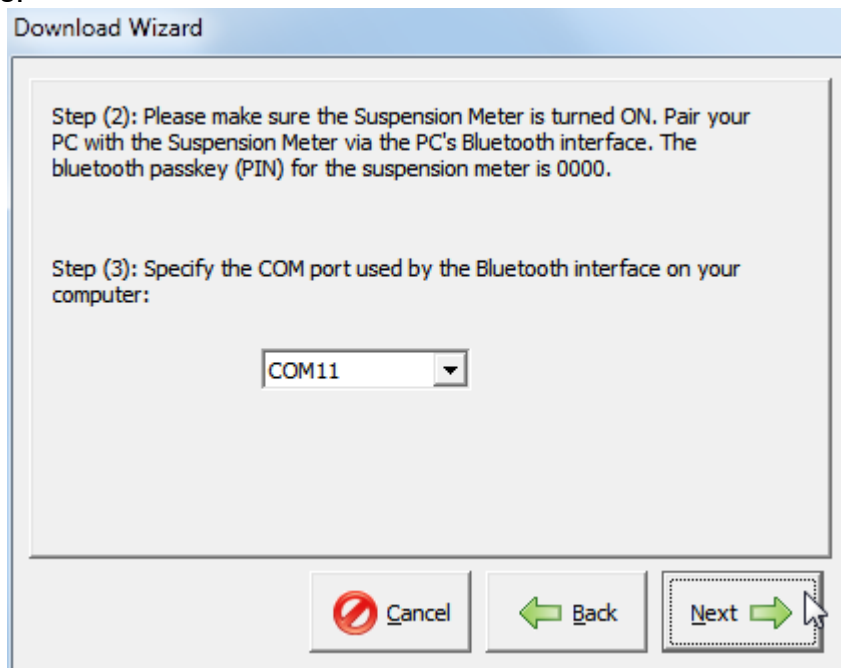 Download Wizard
Step (2): Please make sure the Suspension Meter is turned ON. Pair your
PC with the Suspension Meter via the PC's Bluetooth interface. The
bluetooth passkey (PIN) for the suspension meter is 0000.
Step (3): Specify the COM port used by the Bluetooth interface on your
computer:
COM11
Cancel
Back
Next